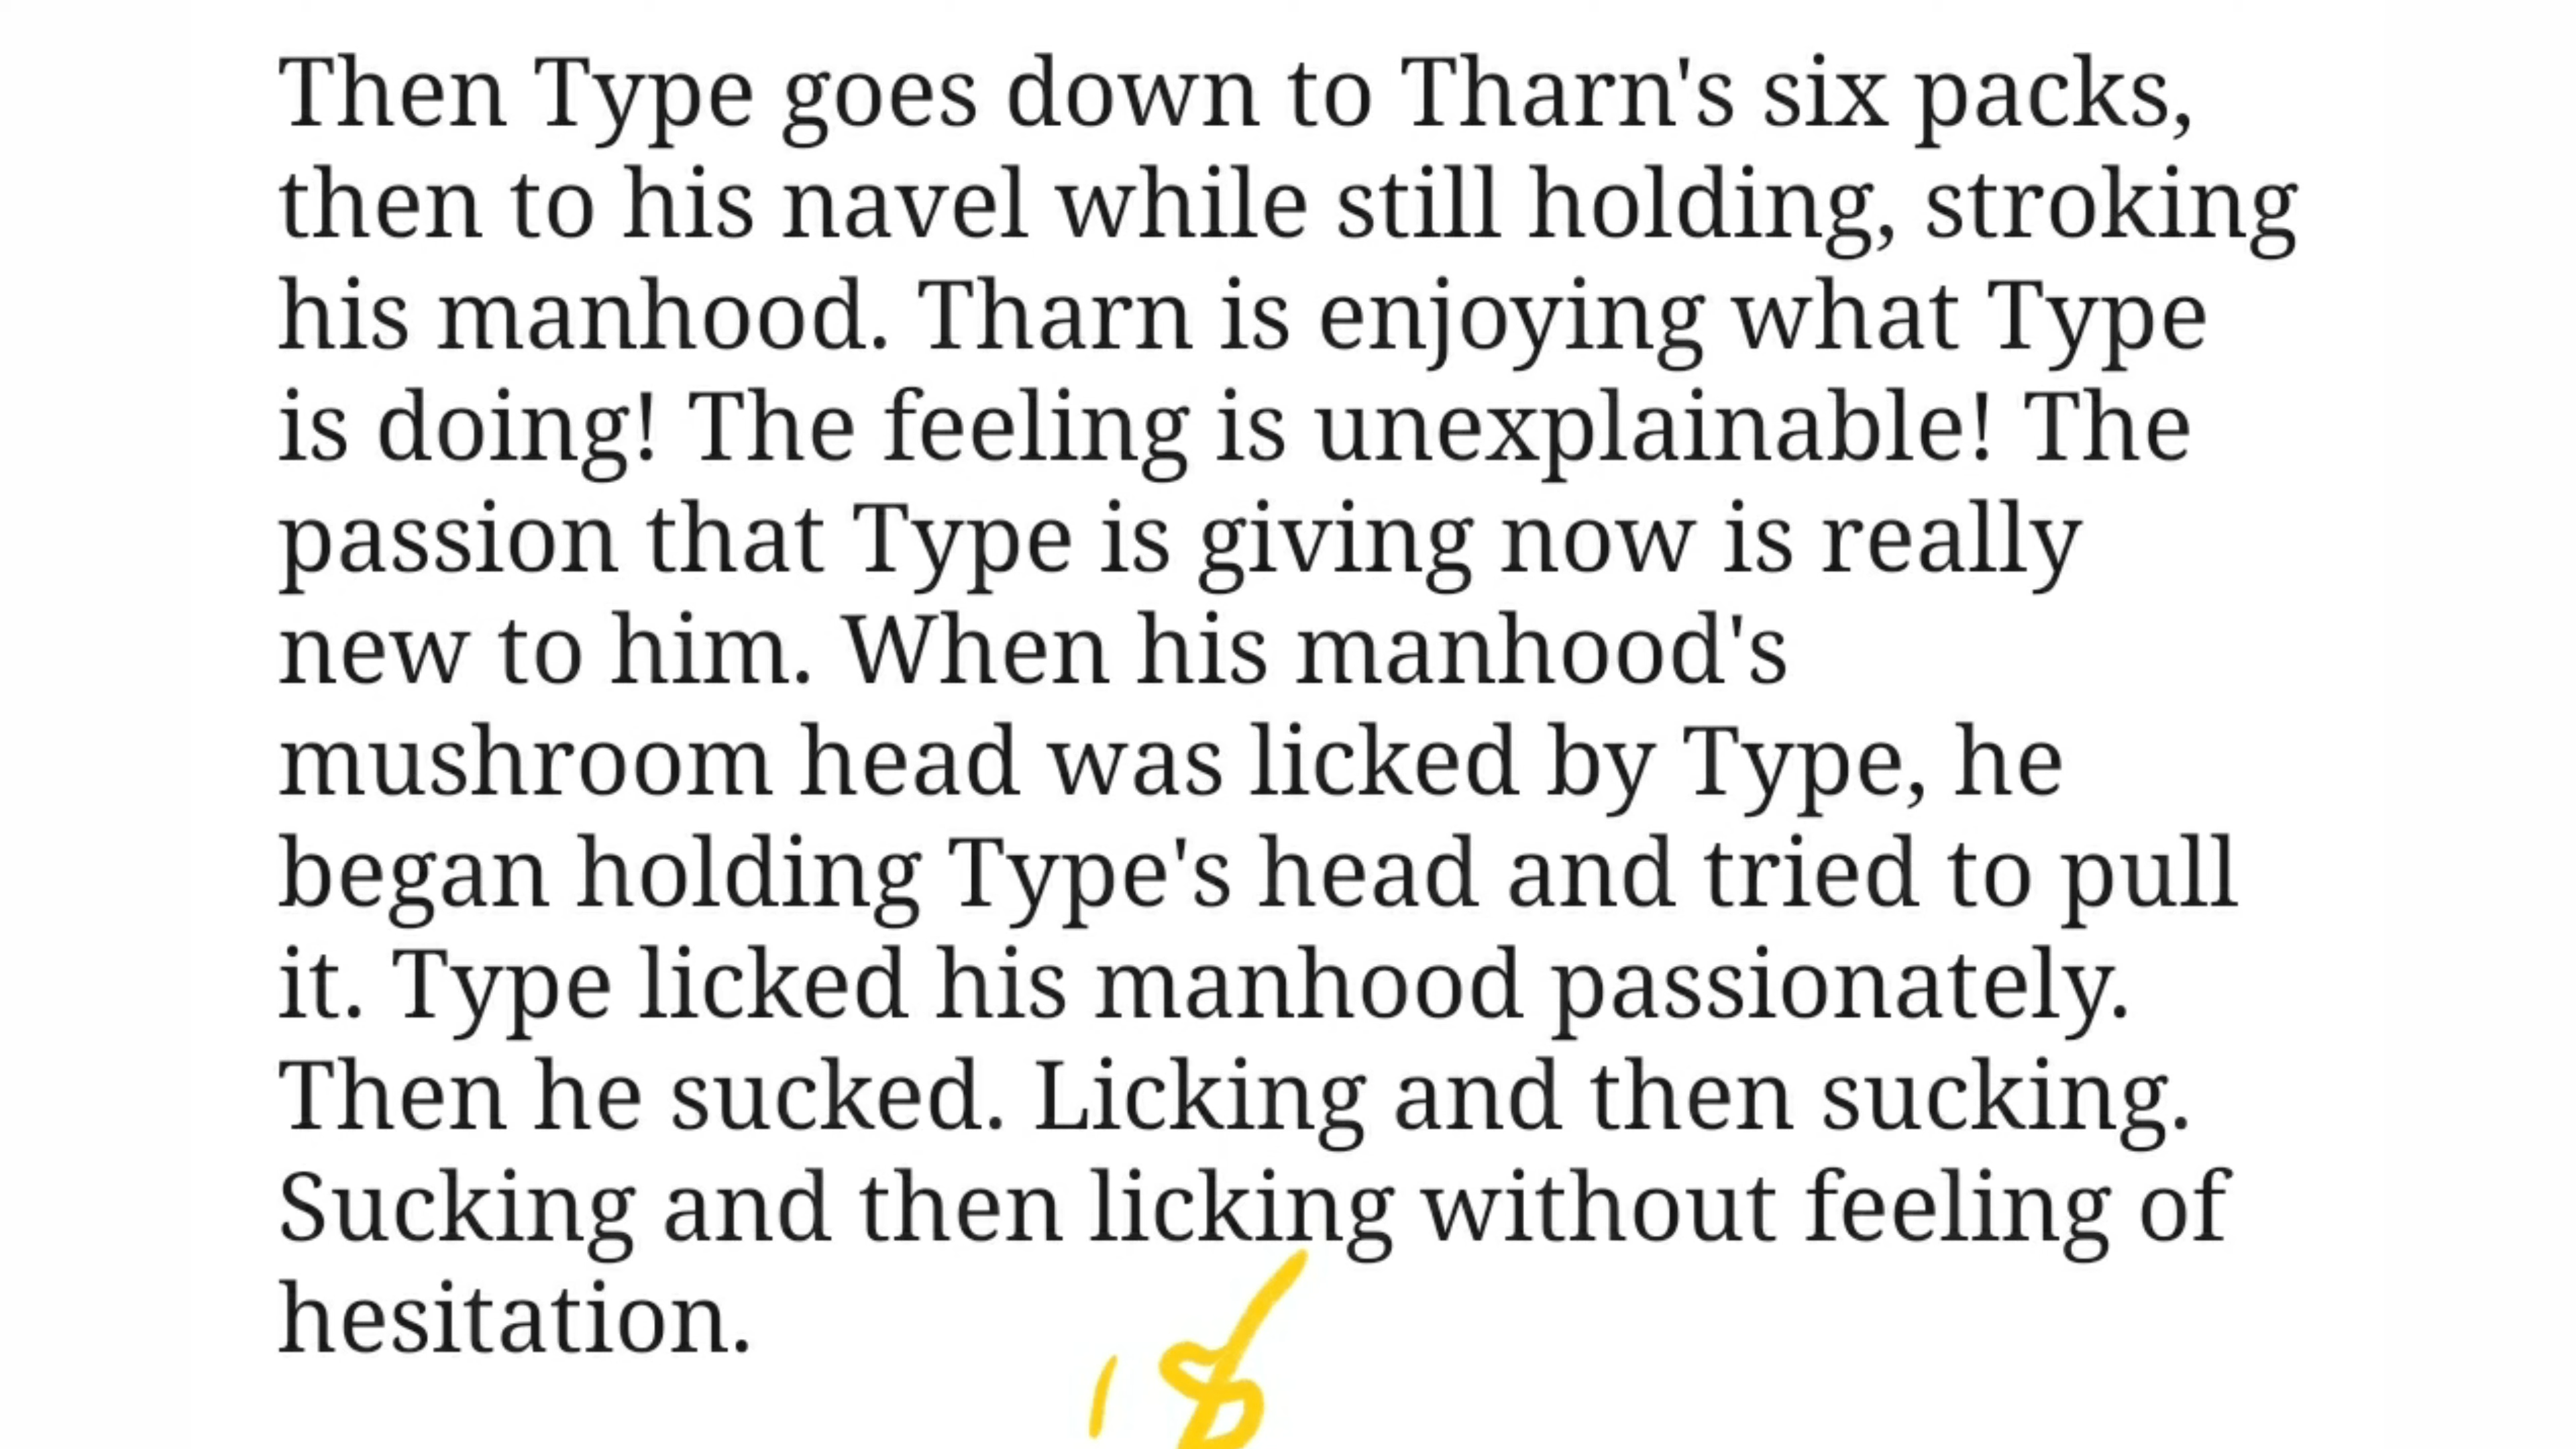 Then Type goes down to Tharn's six packs,
then to his navel while still holding, stroking
his manhood. Tharn is enjoying what Type
is doing! The feeling is unexplainable! The
passion that Type is giving now is really
new to him. When his manhood's
mushroom head was licked by Type, he
began holding Type's head and tried to pull
it. Type licked his manhood passionately.
Then he sucked. Licking and then sucking.
Sucking and then licking without feeling of
hesitation.
18